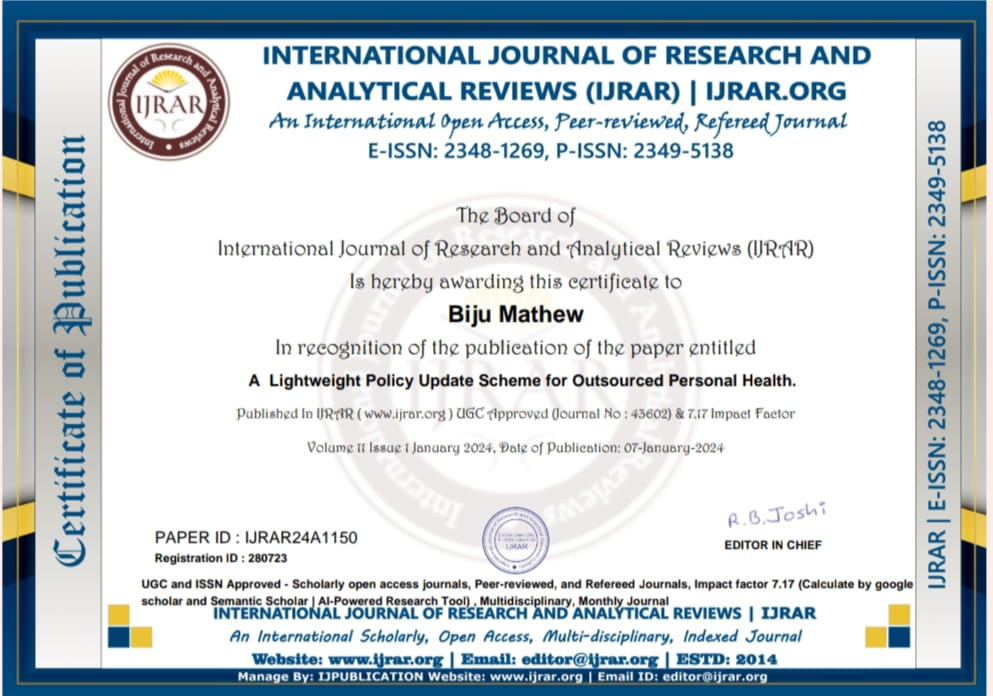 INTERNATIONAL JOURNAL OF RESEARCH AND
ANALYTICAL REVIEWS (IJRAR) | IJRAR.ORG
An International Open Access, Peer-reviewed, Refereed Journal
E-ISSN: 2348-1269, P-ISSN: 2349-5138
International Journal of Research and Analytical Reviews
IJRAR
Certificate of Publication
The Board of
International Journal of Research and Analytical Reviews (IJRAR)
Is hereby awarding this certificate to
Biju Mathew
In recognition of the publication of the paper entitled
A Lightweight Policy Update Scheme for Outsourced Personal Health.
Published In IJRAR ( www.ijrar.org ) UGC Approved (Journal No : 43602) & 7.17 Impact Factor
Volume 11 Issue 1 January 2024, Date of Publication: 07-January-2024
PAPER ID : IJRAR24A1150
Registration ID : 280723
IJRAR
R.B.Joshi
EDITOR IN CHIEF
UGC and ISSN Approved - Scholarly open access journals, Peer-reviewed, and Refereed Journals, Impact factor 7.17 (Calculate by google
scholar and Semantic Scholar | AI-Powered Research Tool) , Multidisciplinary, Monthly Journal
INTERNATIONAL JOURNAL OF RESEARCH AND ANALYTICAL REVIEWS | IJRAR
An International Scholarly, Open Access, Multi-disciplinary, Indexed Journal
Website: www.ijrar.org | Email: editor@ijrar.org | ESTD: 2014
Manage By: IJPUBLICATION Website: www.ijrar.org | Email ID: editor@ijrar.org
IJRAR | E-ISSN: 2348-1269, P-ISSN: 2349-5138